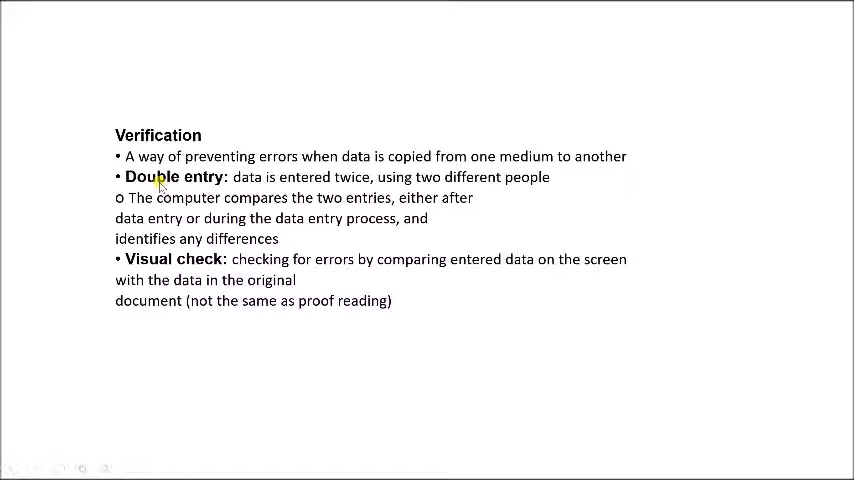 Verification
• A way of preventing errors when data is copied from one medium to another
• Double entry: data is entered twice, using two different people
o The computer compares the two entries, either after
data entry or during the data entry process, and
identifies any differences
• Visual check: checking for errors by comparing entered data on the screen
with the data in the original
document (not the same as proof reading)